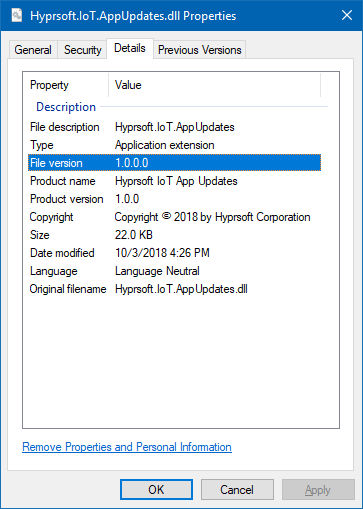 Hyprsoft.IoT.AppUpdates.dll Properties
General Security Details Previous Versions
Property Value
Description
File description Hyprsoft.IoT.AppUpdates
Type Application extension
File version 1.0.0.0
Product name Hyprsoft IoT App Updates
Product version 1.0.0
Copyright Copyright © 2018 by Hyprsoft Corporation
Size 22.0 KB
Date modified 10/3/2018 4:26 PM
Language Language Neutral
Original filename Hyprsoft.IoT.AppUpdates.dll
Remove Properties and Personal Information
OK Cancel Apply